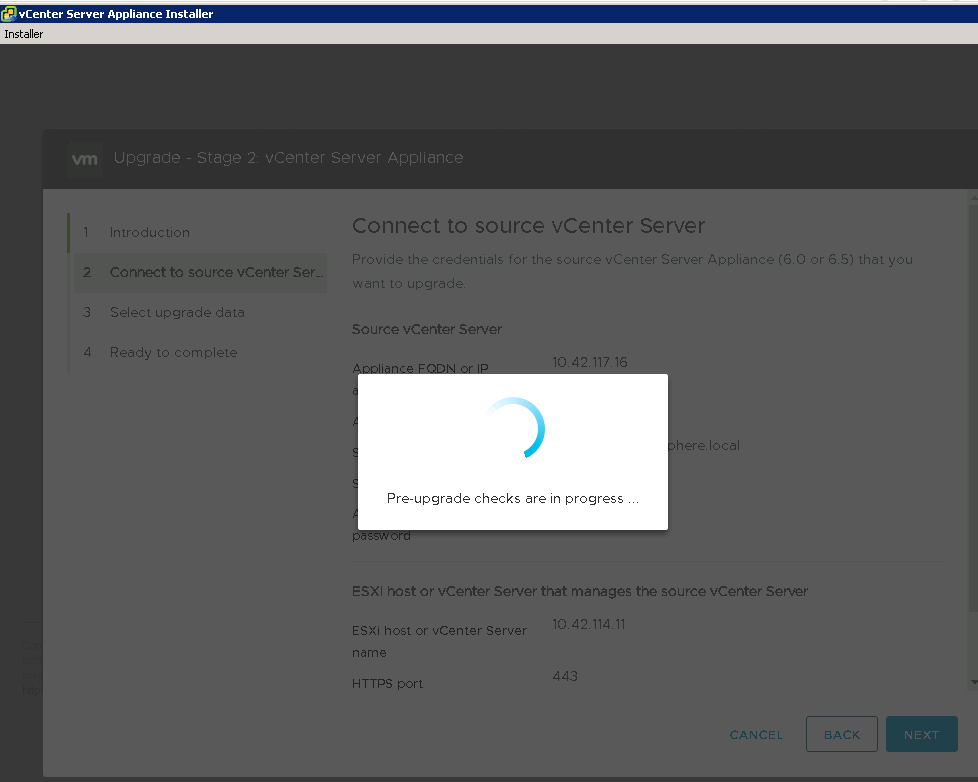 vCenter Server Appliance Installer
Installer
vm Upgrade - Stage 2: vCenter Server Appliance
1 Introduction
2 Connect to source vCenter Ser...
3 Select upgrade data
4 Ready to complete
Connect to source vCenter Server
Provide the credentials for the source vCenter Server Appliance (6.0 or 6.5) that you
want to upgrade.
Source vCenter Server
Appliance FQDN or IP
10.42.117.16
phere.local
Pre-upgrade checks are in progress ...
password
ESXi host or vCenter Server that manages the source vCenter Server
ESXi host or vCenter Server
name
10.42.114.11
HTTPS port
443
CANCEL
BACK
NEXT